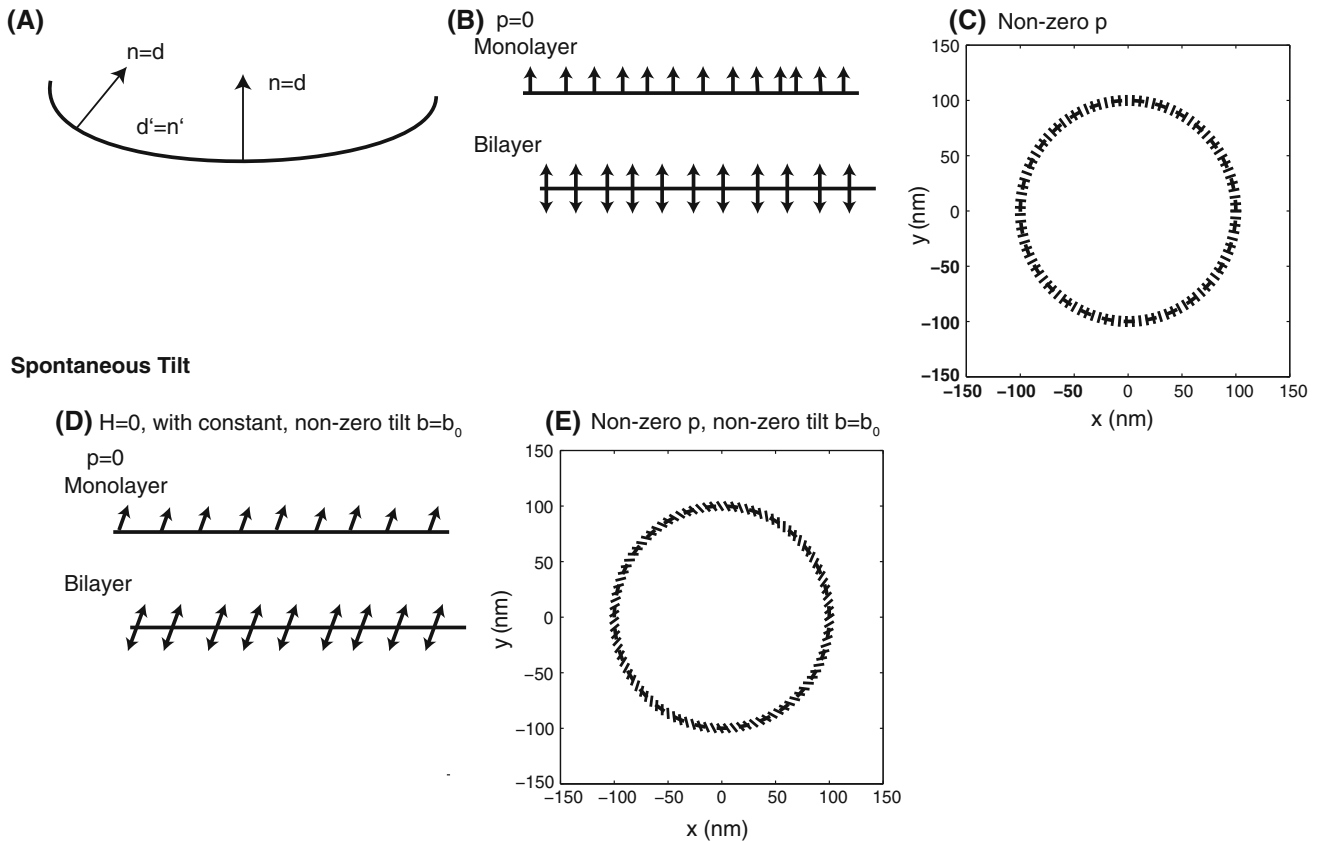 (A)
n=d
n=d
d‘=n‘
(B) p=0
Monolayer
Bilayer
(C) Non-zero p
150
100
50
0
−50
−100
−150
−150 −100 −50 0 50 100 150
y (nm)
x (nm)
Spontaneous Tilt
(D) H=0, with constant, non-zero tilt b=b₀
p=0
Monolayer
Bilayer
(E) Non-zero p, non-zero tilt b=b₀
150
100
50
0
−50
−100
−150
−150 −100 −50 0 50 100 150
y (nm)
x (nm)